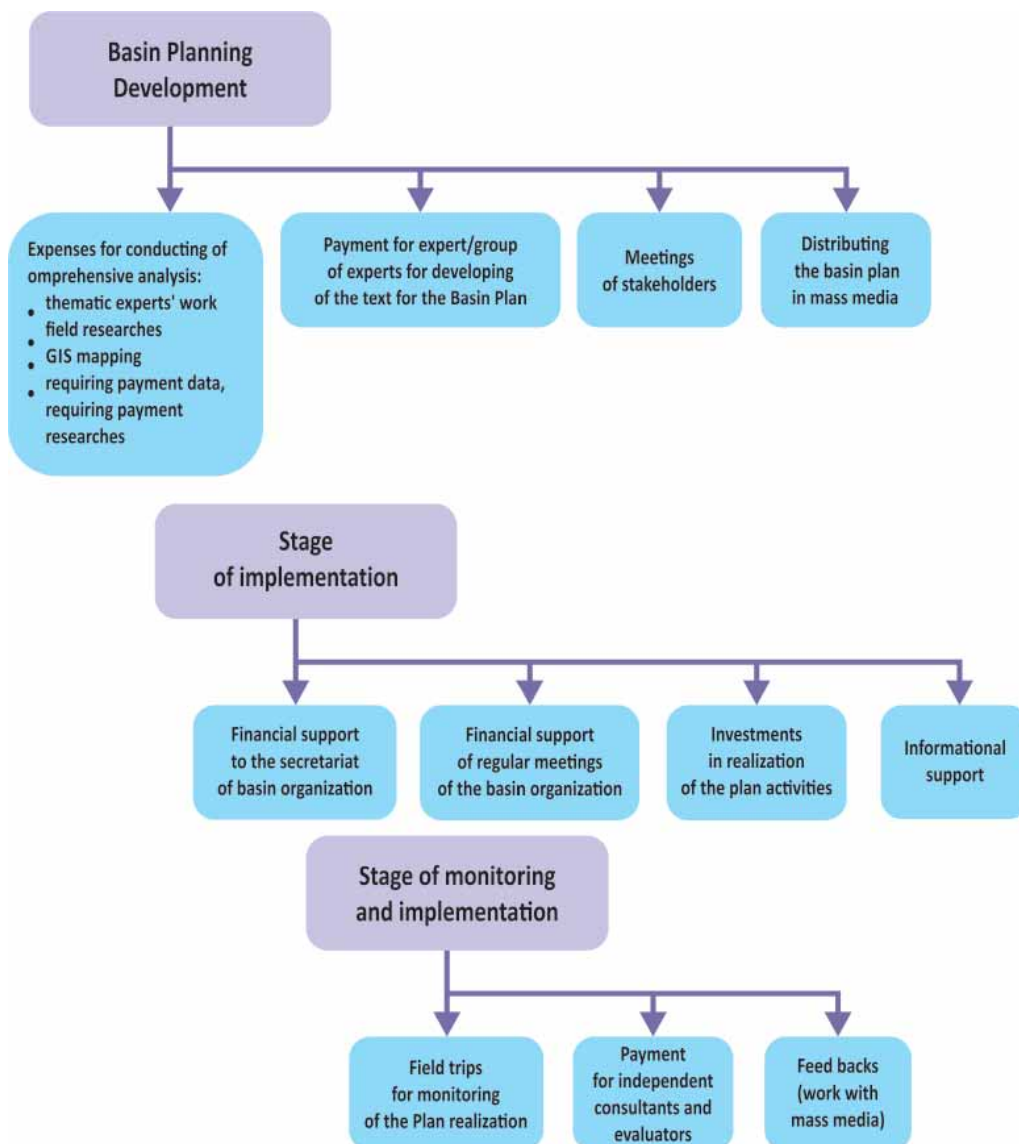 Basin Planning
Development
Expenses for conducting of
omprehensive analysis:
• thematic experts' work
field researches
•
• GIS mapping
• requiring payment data,
requiring payment
researches
Payment for expert/group
of experts for developing
of the text for the Basin Plan
Meetings
of stakeholders
Distributing
the basin plan
in mass media
Stage
of implementation
Financial support
to the secretariat
of basin organization
Financial support
of regular meetings
of the basin organization
Investments
in realization
of the plan activities
Informational
support
Stage of monitoring
and implementation
Field trips
for monitoring
of the Plan realization
Payment
for independent
consultants and
evaluators
Feed backs
(work with
mass media)